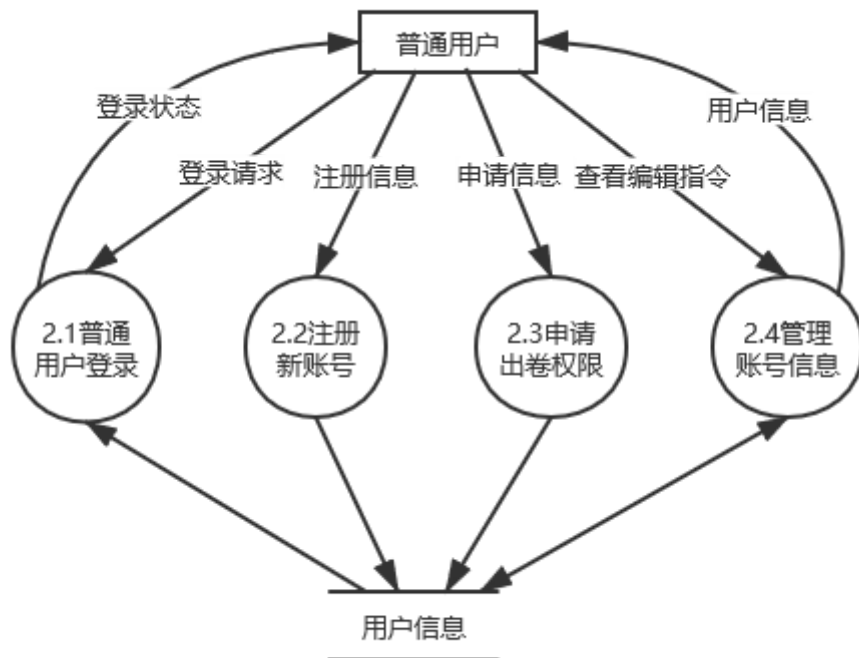 普通用户
登录状态
用户信息
登录请求
注册信息
申请信息
查看编辑指令
2.1普通
用户登录
2.2注册
新账号
2.3申请
出卷权限
2.4管理
账号信息
用户信息